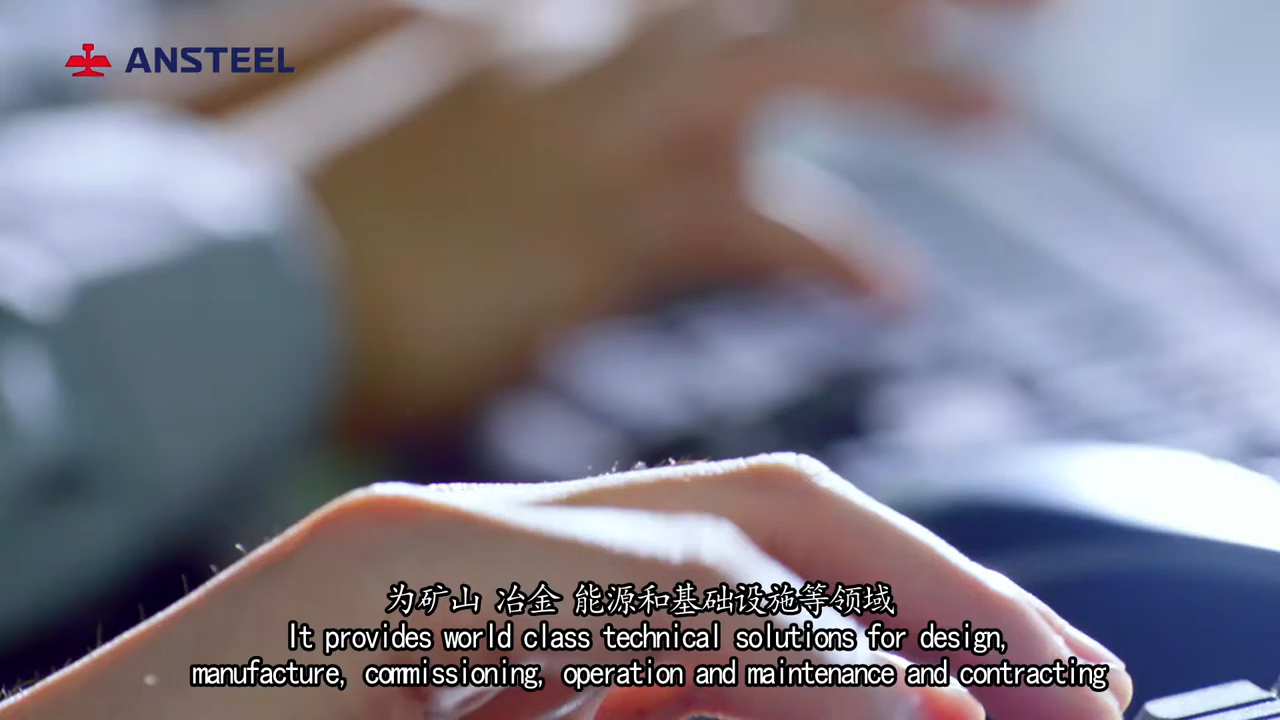 ANSTEEL
为矿山 冶金 能源和基础设施等领域
It provides world class technical solutions for design,
manufacture, commissioning, operation and maintenance and contracting